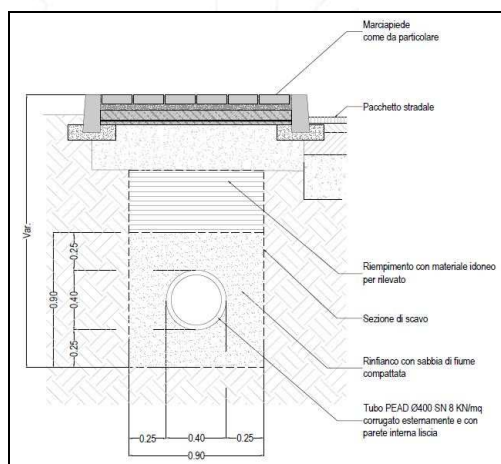 Marciapiede
come da particolare
Pacchetto stradale
Var.
0.90
0.25
0.40
0.25
Riempimento con materiale idoneo
per rilevato
Sezione di scavo
Rinfianco con sabbia di fiume
compattata
Tubo PEAD Ø400 SN 8 KN/mq
corrugato esternamente e con
parete interna liscia
0.25
0.40
0.25
0.90